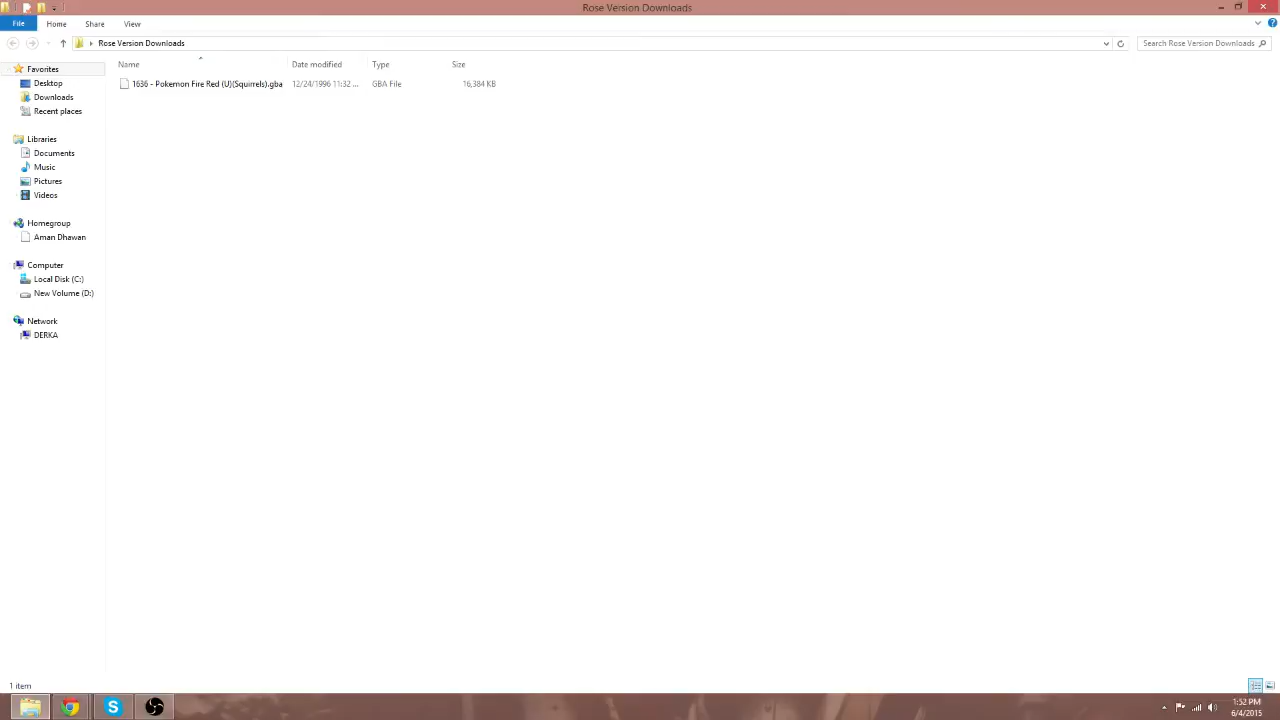 Rose Version Downloads
File Home Share View
Rose Version Downloads
Search Rose Version Downloads
Name Date modified Type Size
1636 - Pokemon Fire Red (U)(Squirrels).gba 12/24/1996 11:32 ... GBA File 16,384 KB
Favorites
Desktop
Downloads
Recent places
Libraries
Documents
Music
Pictures
Videos
Homegroup
Aman Dhawan
Computer
Local Disk (C:)
New Volume (D:)
Network
DERKA
1 item
1:52 PM
6/4/2015